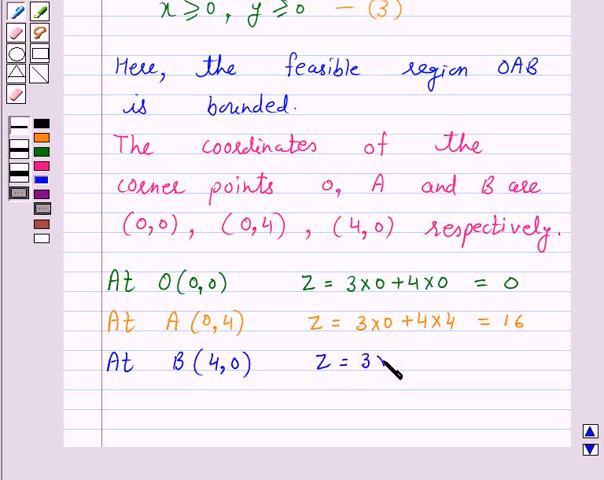 x ≥ 0, y ≥ 0 — (3)
Here, the feasible region OAB
is bounded.
The coordinates of the
corner points O, A and B are
(0,0), (0,4), (4,0) respectively.
At O(0,0) Z = 3×0+4×0 = 0
At A(0,4) Z = 3×0+4×4 = 16
At B(4,0) Z = 3×